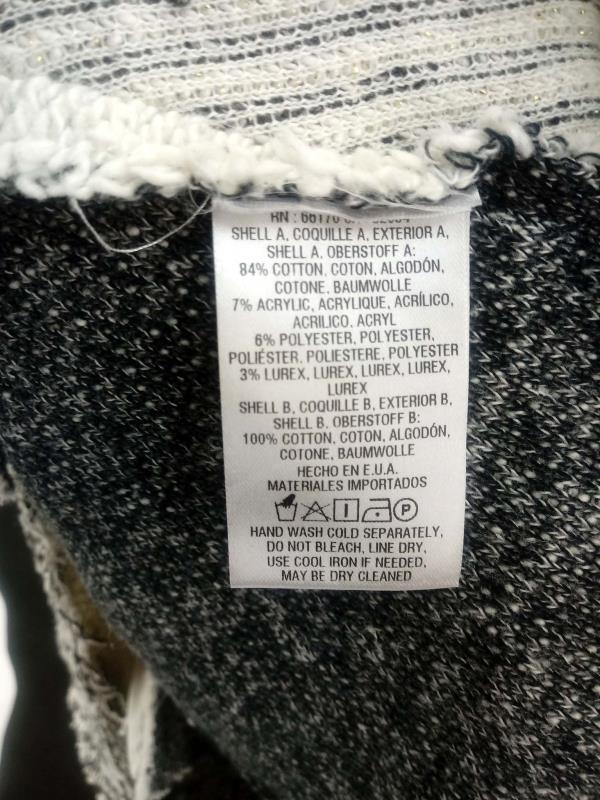 RN : 66170
SHELL A, COQUILLE A, EXTERIOR A,
SHELL A, OBERSTOFF A:
84% COTTON, COTON, ALGODÓN,
COTONE, BAUMWOLLE
7% ACRYLIC, ACRYLIQUE, ACRÍLICO,
ACRILICO, ACRYL
6% POLYESTER, POLYESTER,
POLIÉSTER, POLIESTERE, POLYESTER
3% LUREX, LUREX, LUREX, LUREX,
LUREX
SHELL B, COQUILLE B, EXTERIOR B,
SHELL B, OBERSTOFF B:
100% COTTON, COTON, ALGODÓN,
COTONE, BAUMWOLLE
HECHO EN E.U.A.
MATERIALES IMPORTADOS
P
HAND WASH COLD SEPARATELY,
DO NOT BLEACH, LINE DRY,
USE COOL IRON IF NEEDED,
MAY BE DRY CLEANED